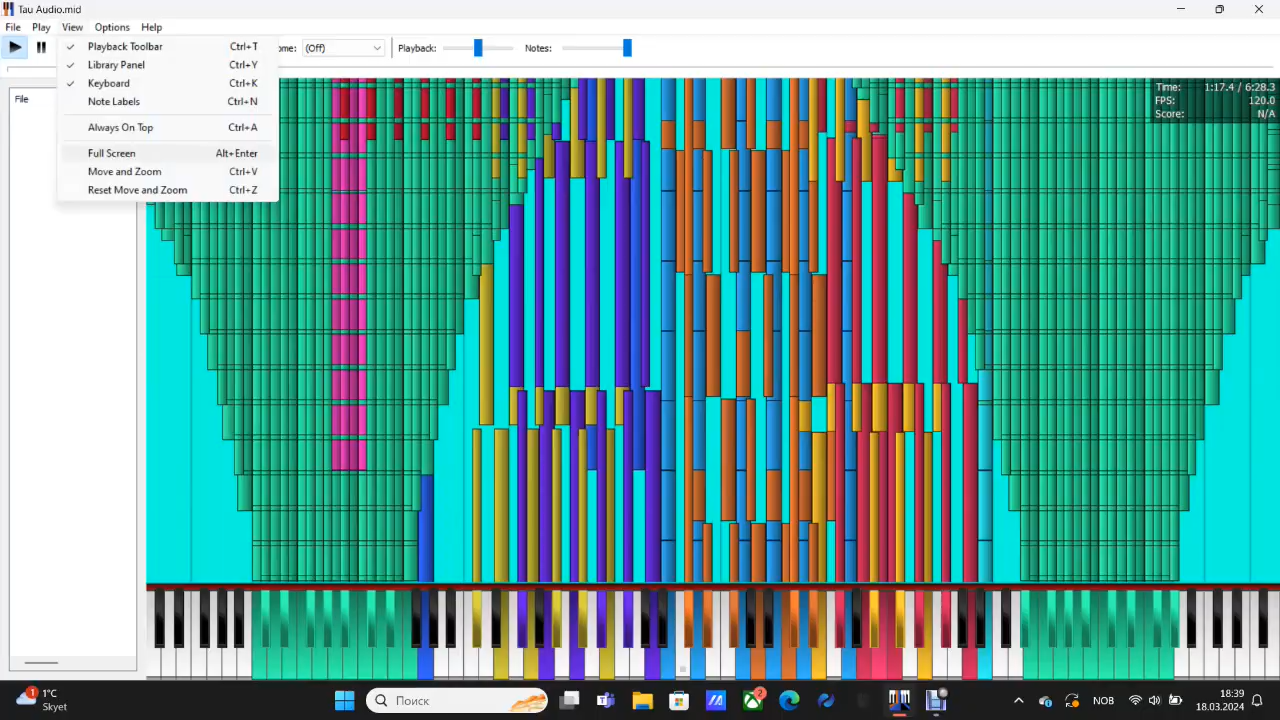 Tau Audio.mid
File Play View Options Help
ome: (Off) Playback: Notes:
Playback Toolbar Ctrl+T
Library Panel Ctrl+Y
Keyboard Ctrl+K
Note Labels Ctrl+N
Always On Top Ctrl+A
Full Screen Alt+Enter
Move and Zoom Ctrl+V
Reset Move and Zoom Ctrl+Z
File
Time: 1:17.4 / 6:28.3
FPS: 120.0
Score: N/A
1 1°C
Skyet
Поиск
2
NOB
18:39
18.03.2024